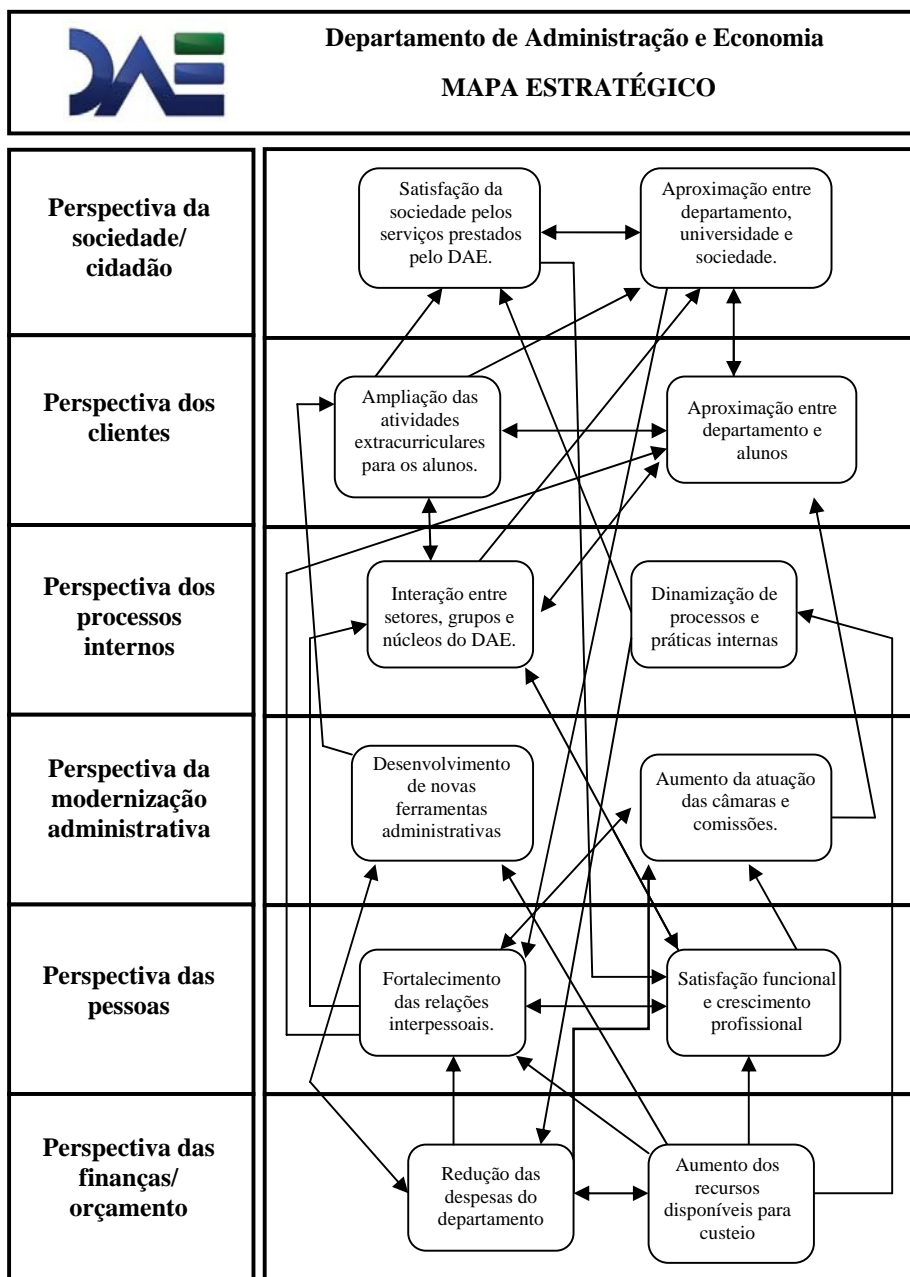 DAE
Departamento de Administração e Economia
MAPA ESTRATÉGICO
Perspectiva da
sociedade/
cidadão
Satisfação da
sociedade pelos
serviços prestados
pelo DAE.
Aproximação entre
departamento,
universidade e
sociedade.
Perspectiva dos
clientes
Ampliação das
atividades
extracurriculares
para os alunos.
Aproximação entre
departamento e
alunos
Perspectiva dos
processos
internos
Interação entre
setores, grupos e
núcleos do DAE.
Dinamização de
processos e
práticas internas
Perspectiva da
modernização
administrativa
Desenvolvimento
de novas
ferramentas
administrativas
Aumento da atuação
das câmaras e
comissões.
Perspectiva das
pessoas
Fortalecimento
das relações
interpessoais.
Satisfação funcional
e crescimento
profissional
Perspectiva das
finanças/
orçamento
Redução das
despesas do
departamento
Aumento dos
recursos
disponíveis para
custeio